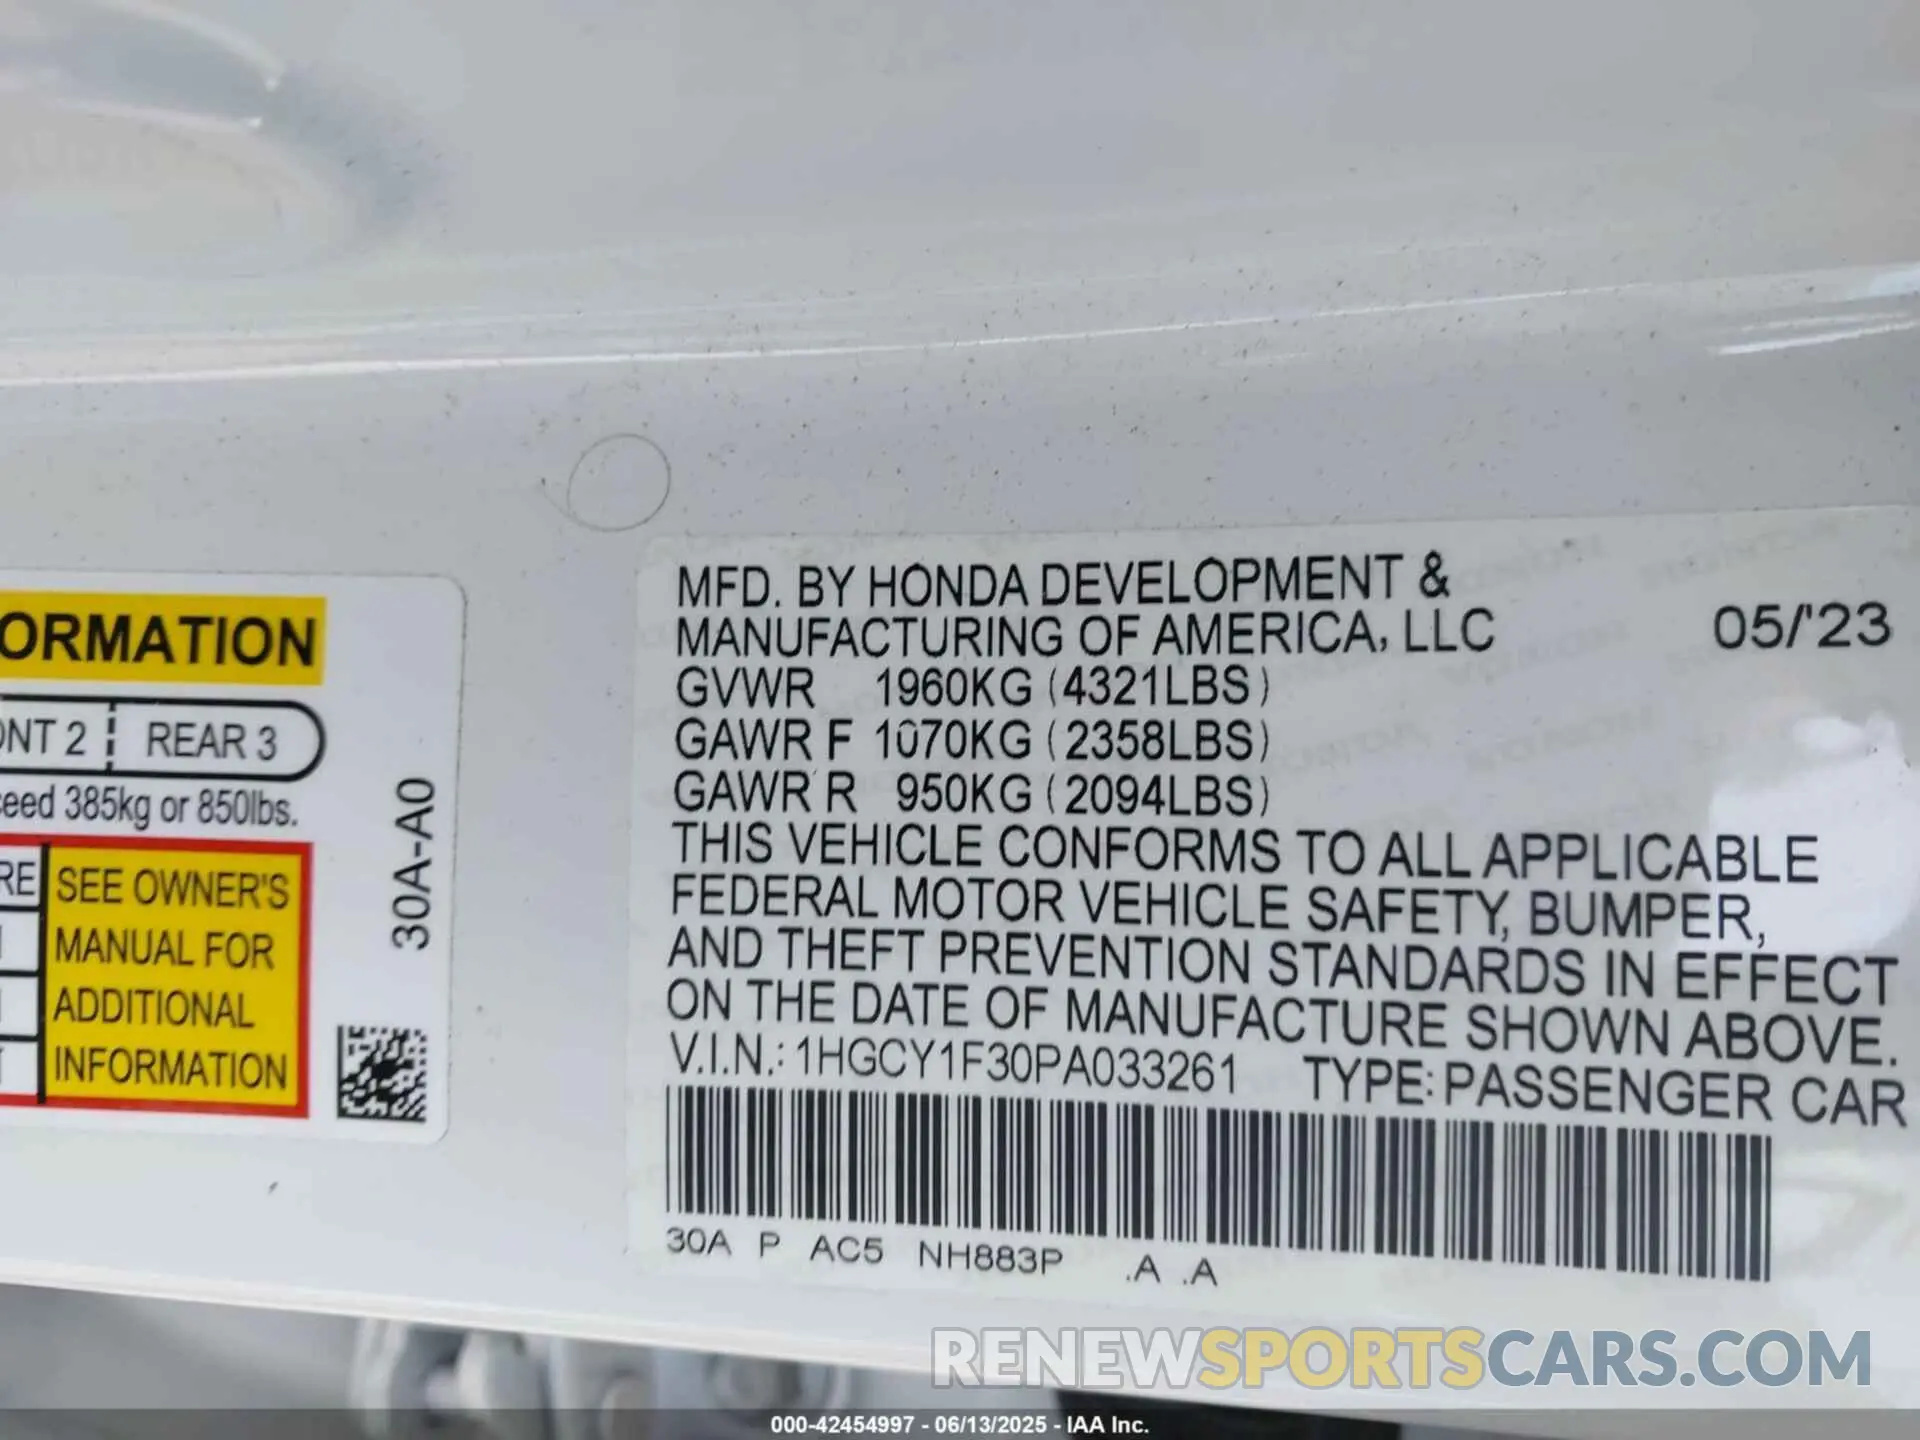 ORMATION
ONT 2 REAR 3
eed 385kg or 850lbs.
RE SEE OWNER'S
MANUAL FOR
ADDITIONAL
INFORMATION
30A-A0
MFD. BY HONDA DEVELOPMENT &
MANUFACTURING OF AMERICA, LLC 05/'23
GVWR 1960KG (4321LBS)
GAWR F 1070KG (2358LBS)
GAWR R 950KG (2094LBS)
THIS VEHICLE CONFORMS TO ALL APPLICABLE
FEDERAL MOTOR VEHICLE SAFETY, BUMPER,
AND THEFT PREVENTION STANDARDS IN EFFECT
ON THE DATE OF MANUFACTURE SHOWN ABOVE.
V.I.N.: 1HGCY1F30PA033261 TYPE: PASSENGER CAR
30A P AC5 NH883P .A .A
RENEWSPORTSCARS.COM
000-42454997 - 06/13/2025 - IAA Inc.